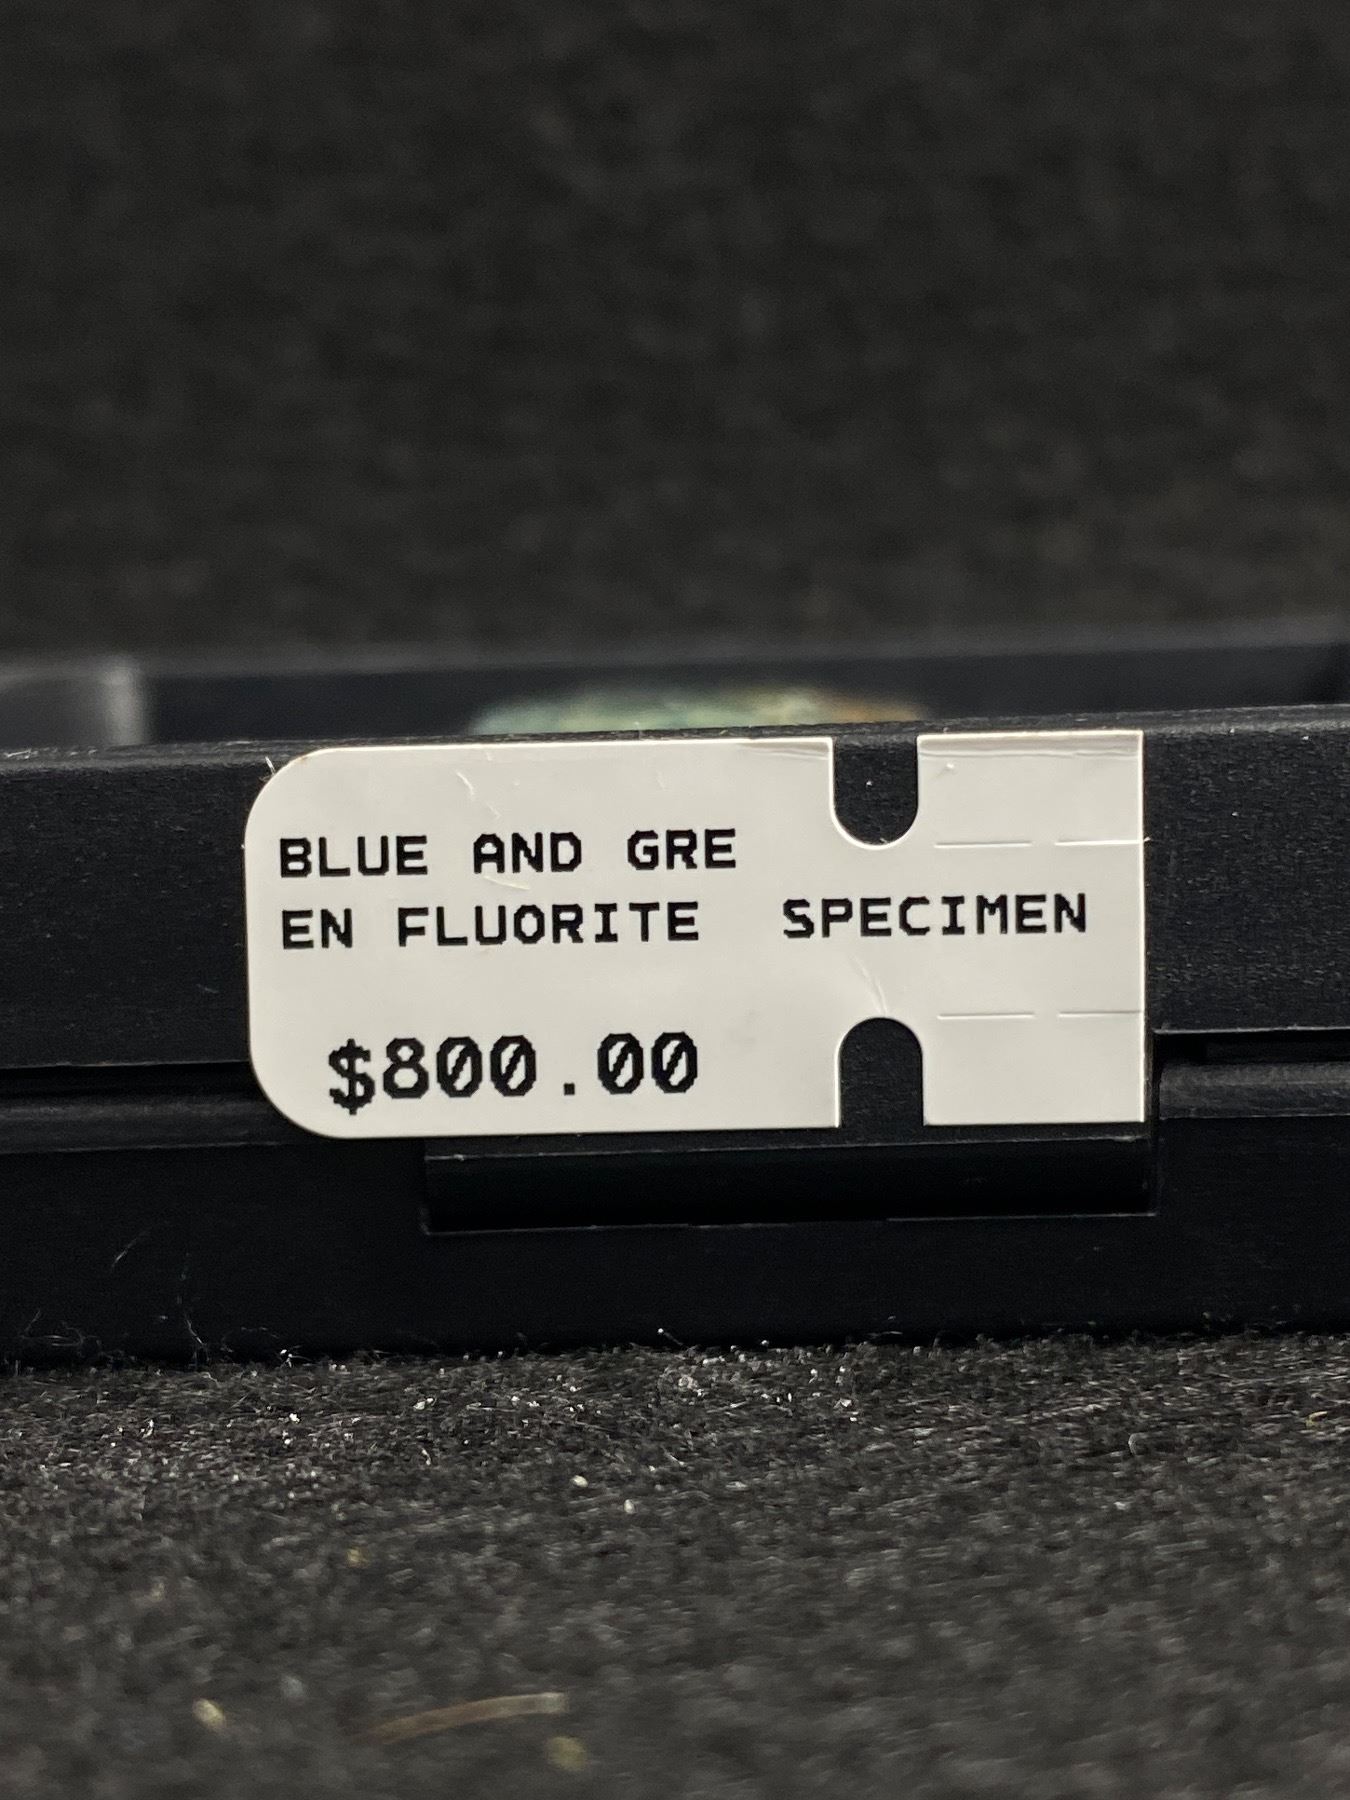 BLUE AND GRE
EN FLUORITE SPECIMEN
$800.00